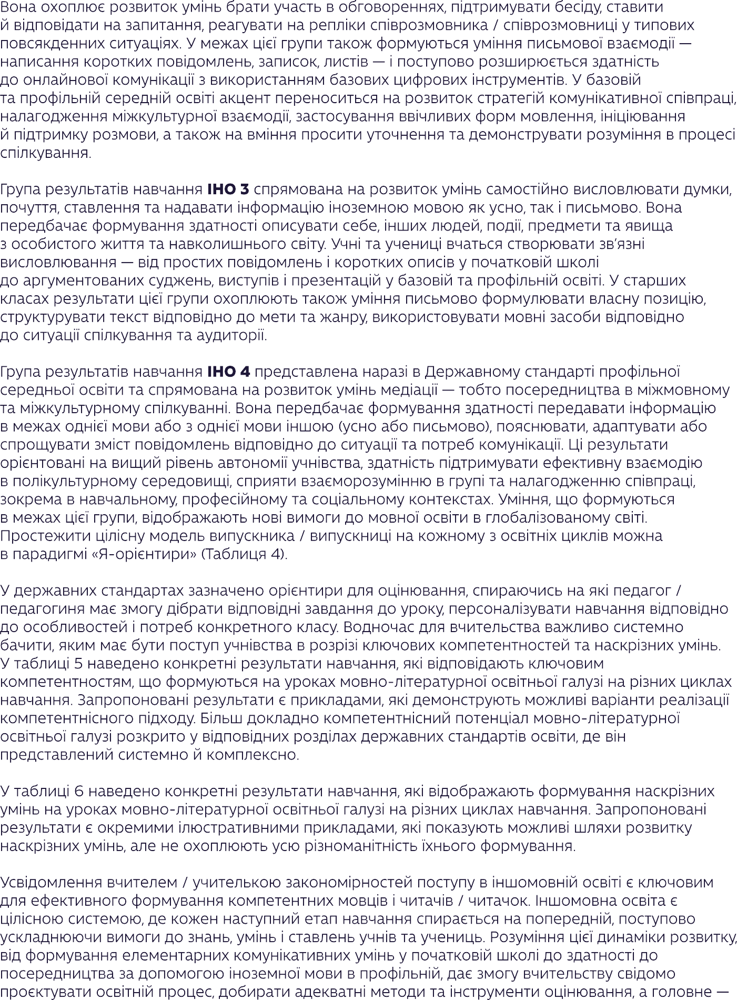 Вона охоплює розвиток умінь брати участь в обговореннях, підтримувати бесіду, ставити
й відповідати на запитання, реагувати на репліки співрозмовника / співрозмовниці у типових
повсякденних ситуаціях. У межах цієї групи також формуються уміння письмової взаємодії —
написання коротких повідомлень, записок, листів — і поступово розширюється здатність
до онлайнової комунікації з використанням базових цифрових інструментів. У базовій
та профільній середній освіті акцент переноситься на розвиток стратегій комунікативної співпраці,
налагодження міжкультурної взаємодії, застосування ввічливих форм мовлення, ініціювання
й підтримку розмови, а також на вміння просити уточнення та демонструвати розуміння в процесі
спілкування.

Група результатів навчання ІНО 3 спрямована на розвиток умінь самостійно висловлювати думки,
почуття, ставлення та надавати інформацію іноземною мовою як усно, так і письмово. Вона
передбачає формування здатності описувати себе, інших людей, події, предмети та явища
з особистого життя та навколишнього світу. Учні та учениці вчаться створювати зв’язні
висловлювання — від простих повідомлень і коротких описів у початковій школі
до аргументованих суджень, виступів і презентацій у базовій та профільній освіті. У старших
класах результати цієї групи охоплюють також уміння письмово формулювати власну позицію,
структурувати текст відповідно до мети та жанру, використовувати мовні засоби відповідно
до ситуації спілкування та аудиторії.

Група результатів навчання ІНО 4 представлена наразі в Державному стандарті профільної
середньої освіти та спрямована на розвиток умінь медіації — тобто посередництва в міжмовному
та міжкультурному спілкуванні. Вона передбачає формування здатності передавати інформацію
в межах однієї мови або з однієї мови іншою (усно або письмово), пояснювати, адаптувати або
спрощувати зміст повідомлень відповідно до ситуації та потреб комунікації. Ці результати
орієнтовані на вищий рівень автономії учнівства, здатність підтримувати ефективну взаємодію
в полікультурному середовищі, сприяти взаєморозумінню в групі та налагодженню співпраці,
зокрема в навчальному, професійному та соціальному контекстах. Уміння, що формуються
в межах цієї групи, відображають нові вимоги до мовної освіти в глобалізованому світі.
Простежити цілісну модель випускника / випускниці на кожному з освітніх циклів можна
в парадигмі «Я-орієнтири» (Таблиця 4).

У державних стандартах зазначено орієнтири для оцінювання, спираючись на які педагог /
педагогиня має змогу дібрати відповідні завдання до уроку, персоналізувати навчання відповідно
до особливостей і потреб конкретного класу. Водночас для вчительства важливо системно
бачити, яким має бути поступ учнівства в розрізі ключових компетентностей та наскрізних умінь.
У таблиці 5 наведено конкретні результати навчання, які відповідають ключовим
компетентностям, що формуються на уроках мовно-літературної освітньої галузі на різних циклах
навчання. Запропоновані результати є прикладами, які демонструють можливі варіанти реалізації
компетентнісного підходу. Більш докладно компетентнісний потенціал мовно-літературної
освітньої галузі розкрито у відповідних розділах державних стандартів освіти, де він
представлений системно й комплексно.

У таблиці 6 наведено конкретні результати навчання, які відображають формування наскрізних
умінь на уроках мовно-літературної освітньої галузі на різних циклах навчання. Запропоновані
результати є окремими ілюстративними прикладами, які показують можливі шляхи розвитку
наскрізних умінь, але не охоплюють усю різноманітність їхнього формування.

Усвідомлення вчителем / учителькою закономірностей поступу в іншомовній освіті є ключовим
для ефективного формування компетентних мовців і читачів / читачок. Іншомовна освіта є
цілісною системою, де кожен наступний етап навчання спирається на попередній, поступово
ускладнюючи вимоги до знань, умінь і ставлень учнів та учениць. Розуміння цієї динаміки розвитку,
від формування елементарних комунікативних умінь у початковій школі до здатності до
посередництва за допомогою іноземної мови в профільній, дає змогу вчительству свідомо
проєктувати освітній процес, добирати адекватні методи та інструменти оцінювання, а головне —